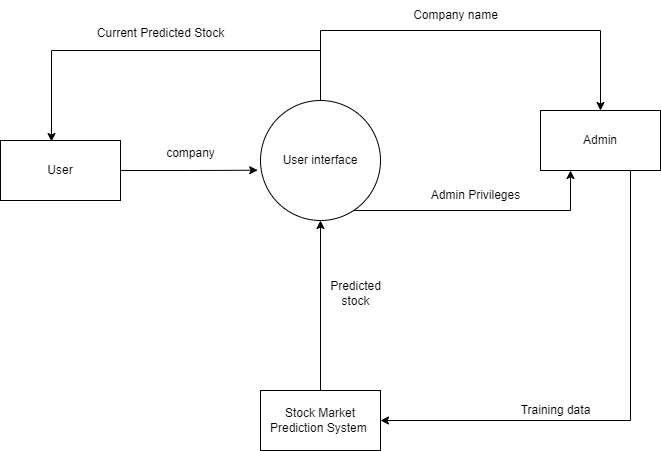 Company name
Current Predicted Stock
Admin
company
User interface
User
Admin Privileges
Predicted
stock
Stock Market
Prediction System
Training data